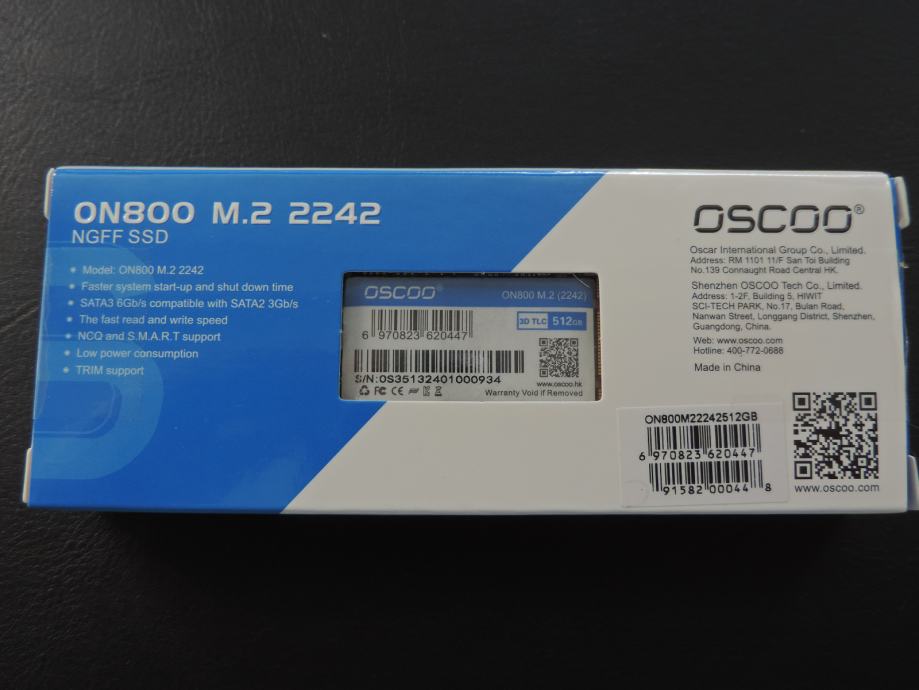 ON800 M.2 2242
NGFF SSD
Model: ON800 M.2 2242
Faster system start-up and shut down time
SATA3 6Gb/s compatible with SATA2 3Gb/s
The fast read and write speed
NCQ and S.M.A.R.T support
Low power consumption
TRIM support
OSCOO®
ON800 M.2 (2242)
3D TLC 512GB
6 970823 620447
S/N:0S35132401000934
www.oscoo.hk
FC CE
Warranty Void if Removed
OSCOO®
Oscar International Group Co., Limited.
Address: RM 1101 11/F San Toi Building
No.139 Connaught Road Central HK.
Shenzhen OSCOO Tech Co., Limited.
Address: 1-2F, Building 5, HIWIT
SCI-TECH PARK, No.17, Bulan Road,
Nanwan Street, Longgang District, Shenzhen,
Guangdong, China.
Web: www.oscoo.com
Hotline: 400-772-0688
Made in China
ON800M22242512GB
6 970823 620447
91582 00044 8
www.oscoo.com